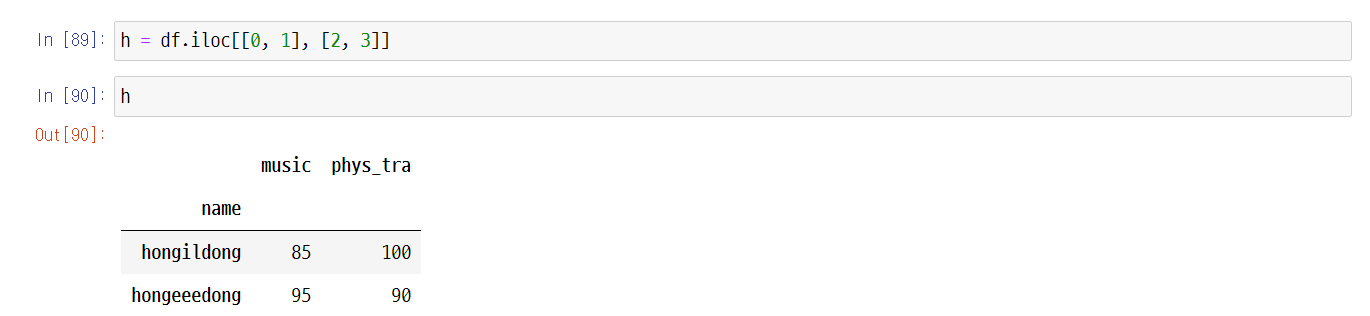 In [89]: h = df.iloc[[0, 1], [2, 3]]
In [90]: h
Out[90]:
music phys_tra
name
hongildong 85 100
hongeeedong 95 90